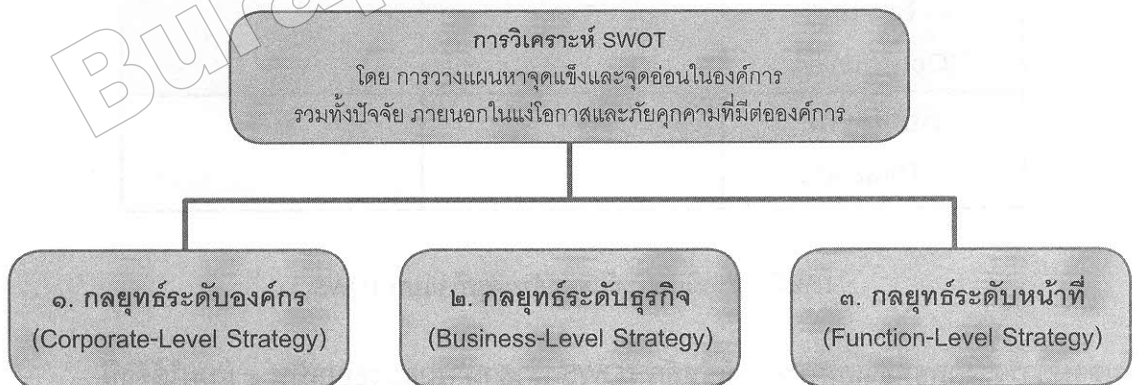 การวิเคราะห์ SWOT
โดย การวางแผนหาจุดแข็งและจุดอ่อนในองค์การ
รวมทั้งปัจจัย ภายนอกในแง่โอกาสและภัยคุกคามที่มีต่อองค์การ
๑. กลยุทธ์ระดับองค์กร
(Corporate-Level Strategy)
๒. กลยุทธ์ระดับธุรกิจ
(Business-Level Strategy)
๓. กลยุทธ์ระดับหน้าที่
(Function-Level Strategy)